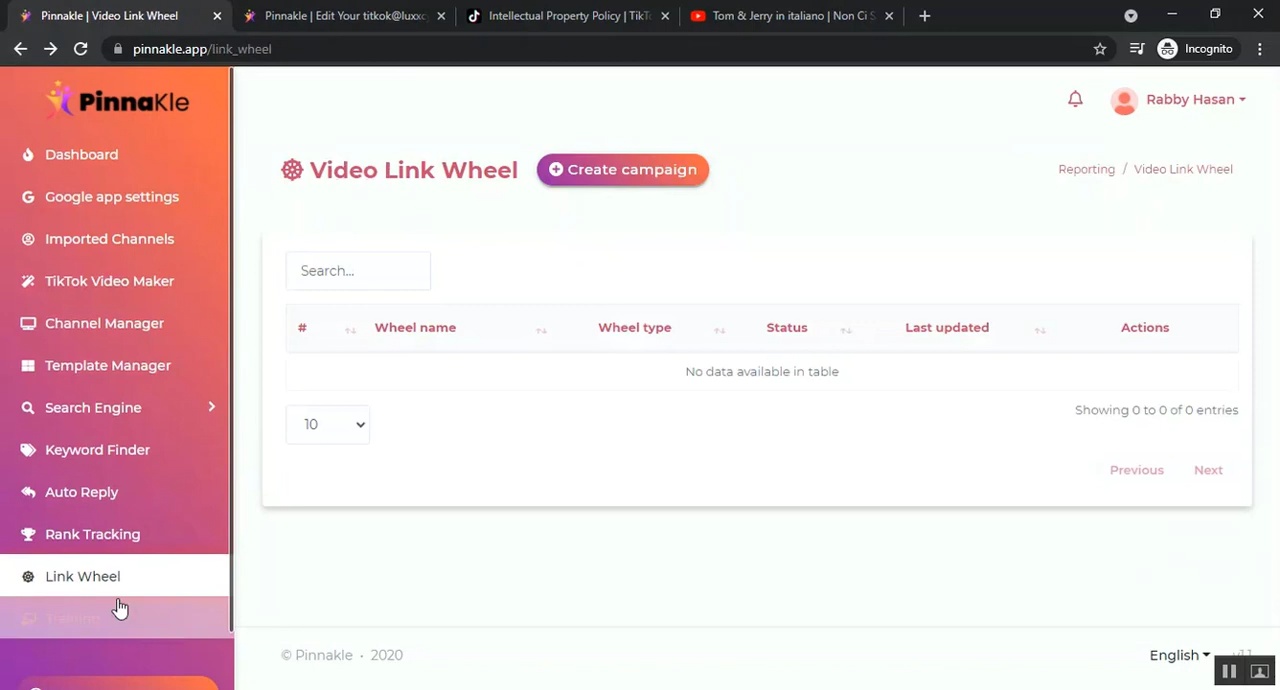 Pinnakle | Video Link Wheel
Pinnakle | Edit Your titkok@luxxc
Intellectual Property Policy | TikT
Tom & Jerry in italiano | Non Ci S
pinnakle.app/link_wheel
Incognito
PinnaKle
Rabby Hasan
Dashboard
Google app settings
Imported Channels
TikTok Video Maker
Channel Manager
Template Manager
Search Engine
Keyword Finder
Auto Reply
Rank Tracking
Link Wheel
Training
Video Link Wheel
Create campaign
Reporting / Video Link Wheel
Search...
# Wheel name Wheel type Status Last updated Actions
No data available in table
10
Showing 0 to 0 of 0 entries
Previous Next
© Pinnakle • 2020
English